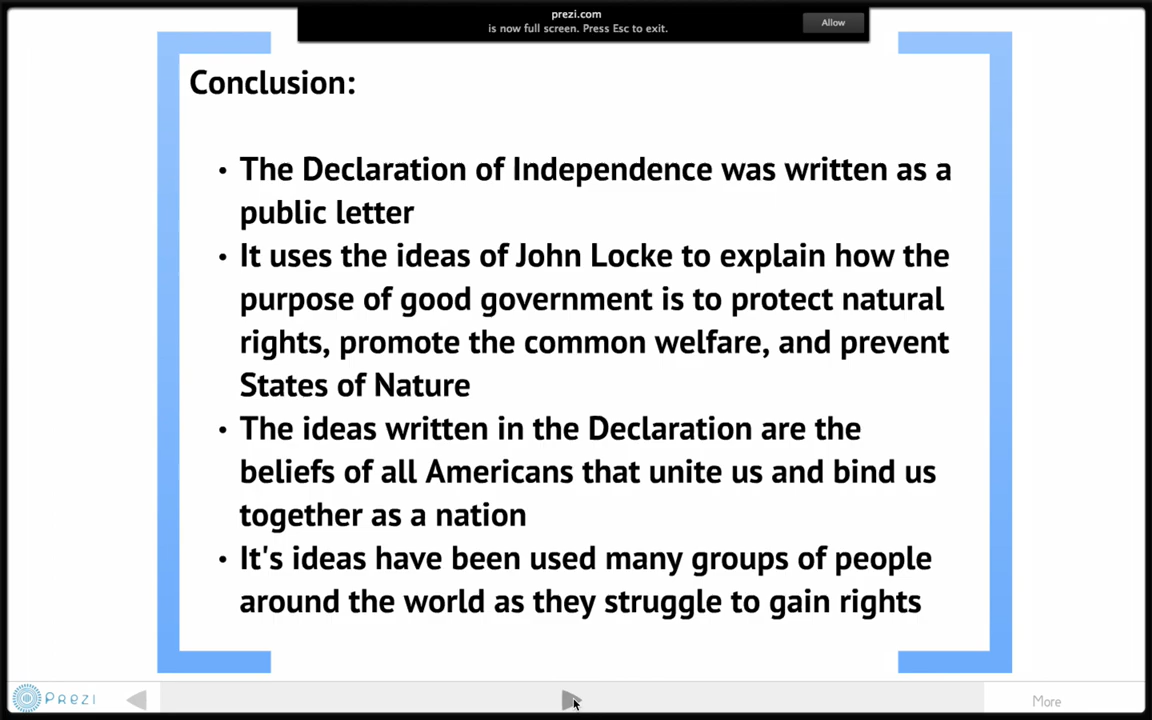 prezi.com
is now full screen. Press Esc to exit.
Allow
Conclusion:
• The Declaration of Independence was written as a
public letter
• It uses the ideas of John Locke to explain how the
purpose of good government is to protect natural
rights, promote the common welfare, and prevent
States of Nature
• The ideas written in the Declaration are the
beliefs of all Americans that unite us and bind us
together as a nation
• It's ideas have been used many groups of people
around the world as they struggle to gain rights
PREZI
More